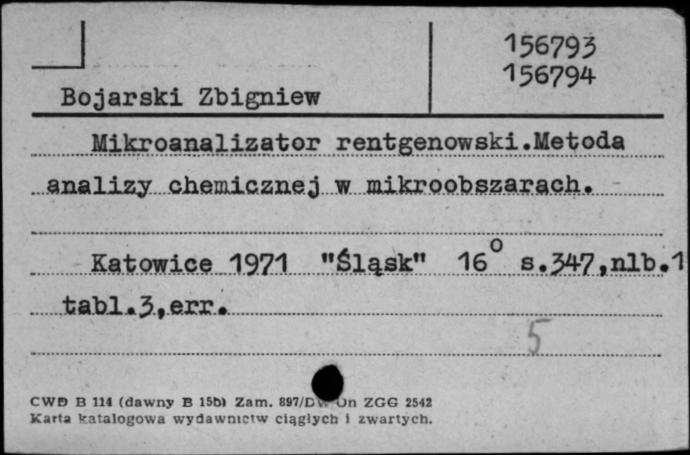 156793
156794
Bojarski Zbigniew
Mikroanalizator rentgenowski.Metoda
analizy chemicznej w mikroobszarach.
Katowice 1971 "Śląsk" 16° s.347,nlb.1
tabl.3,err.
5
CWD B 114 (dawny B 15b) Zam. 897/ ZGG 2542
Karta katalogowa wydawnictw ciągłych i zwartych.